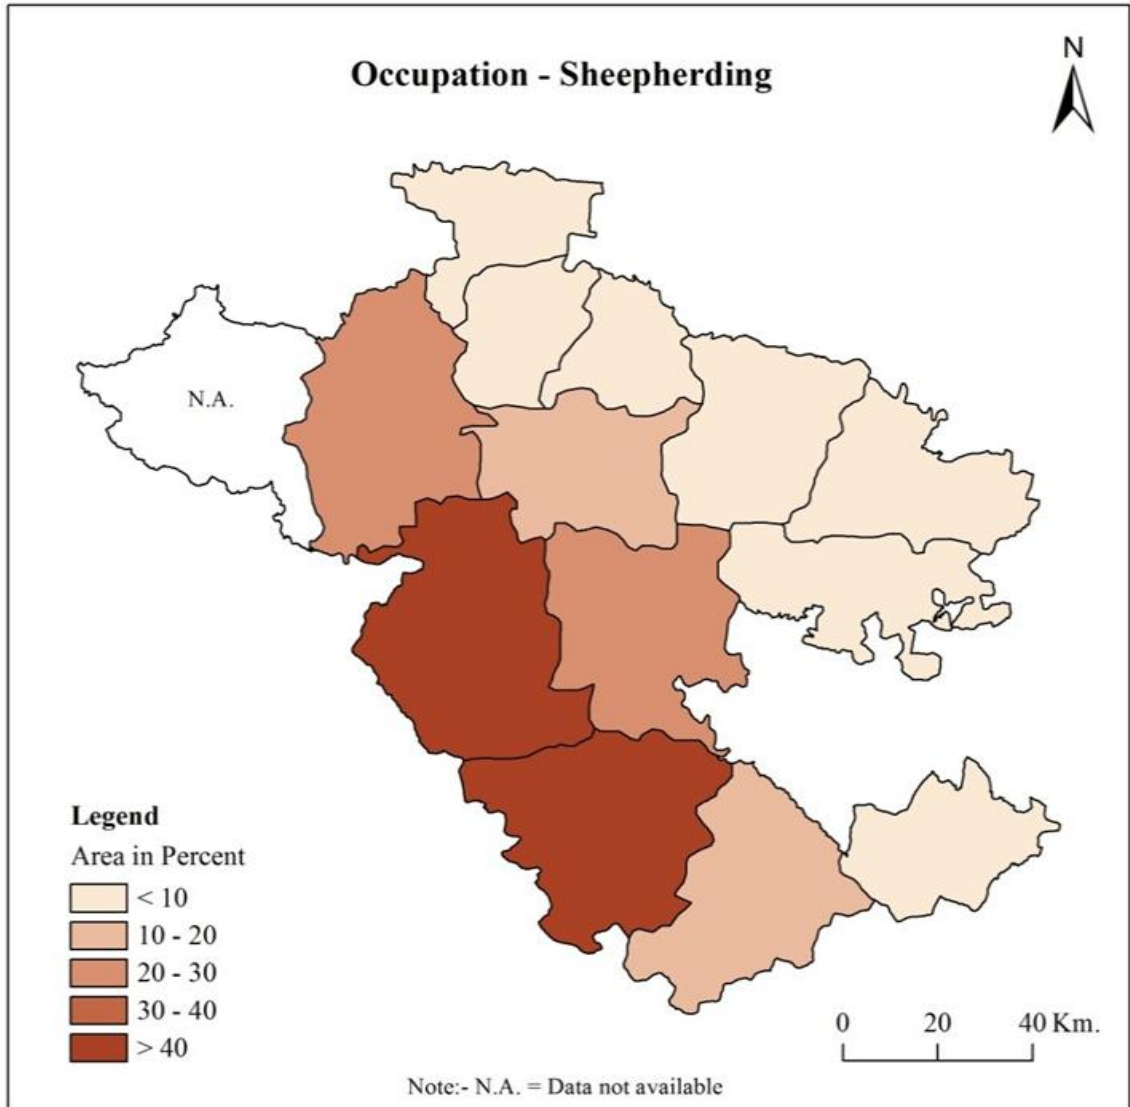 N
Occupation - Sheepherding
N.A.
Legend
Area in Percent
< 10
10 - 20
20 - 30
30 - 40
> 40
0 20 40 Km.
Note:- N.A. = Data not available